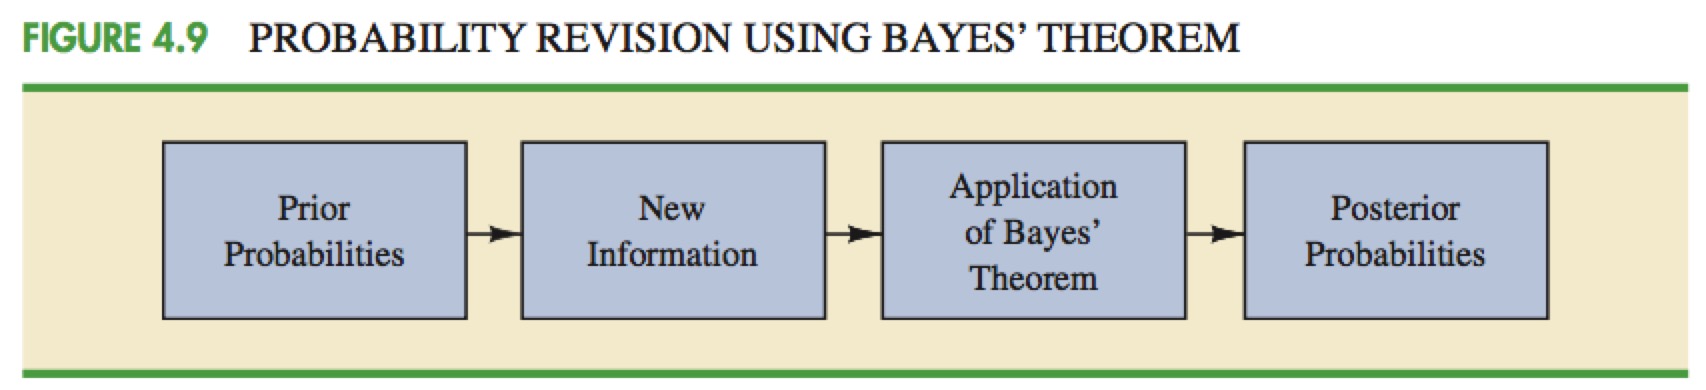 FIGURE 4.9 PROBABILITY REVISION USING BAYES’ THEOREM
Prior
Probabilities
New
Information
Application
of Bayes’
Theorem
Posterior
Probabilities